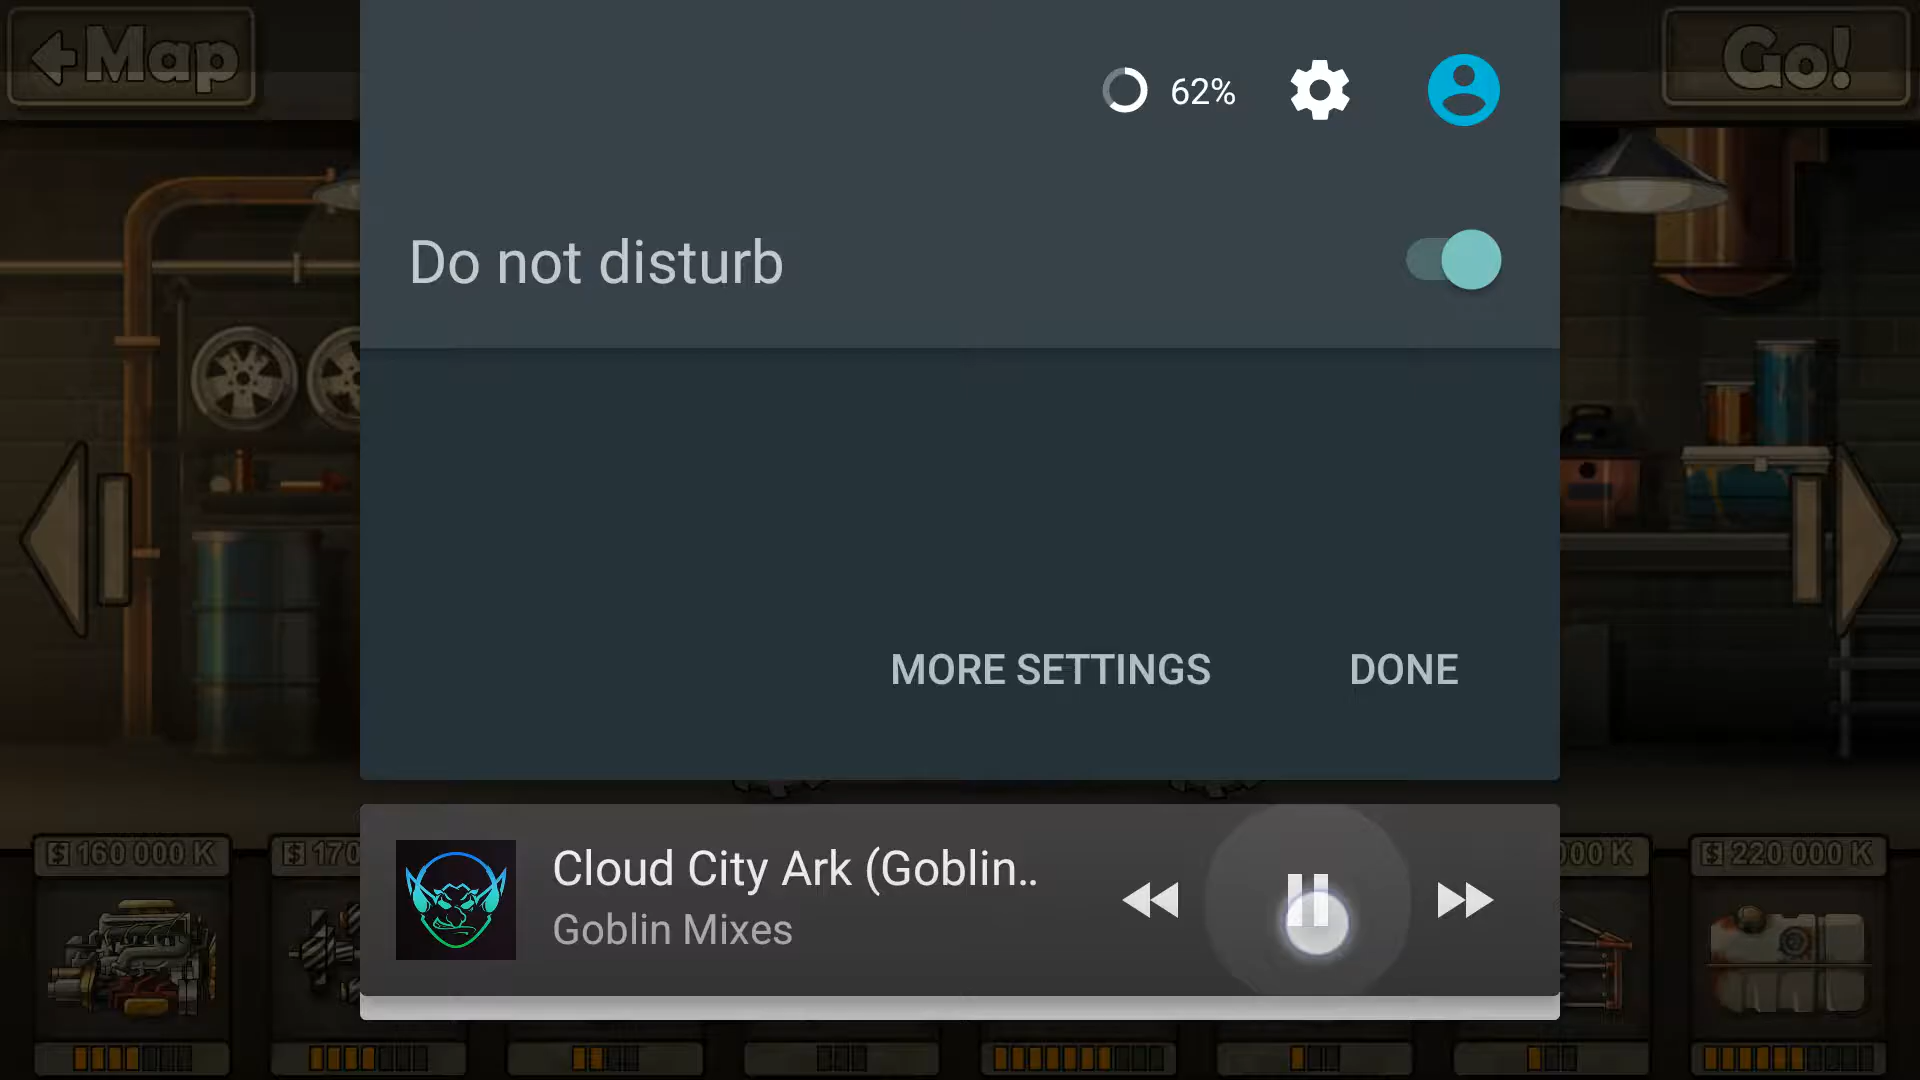 Map
62%
Go!
Do not disturb
MORE SETTINGS
DONE
$ 160 000 K
$ 170
000 K
$ 220 000 K
Cloud City Ark (Goblin..
Goblin Mixes